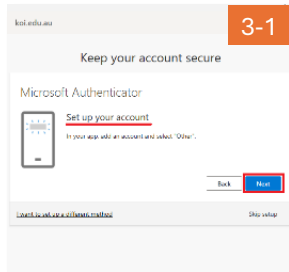 koi.edu.au
3-1
Keep your account secure
Microsoft Authenticator
Set up your account
In your app, add an account and select "Other".
Back
Next
I want to set up a different method
Skip setup